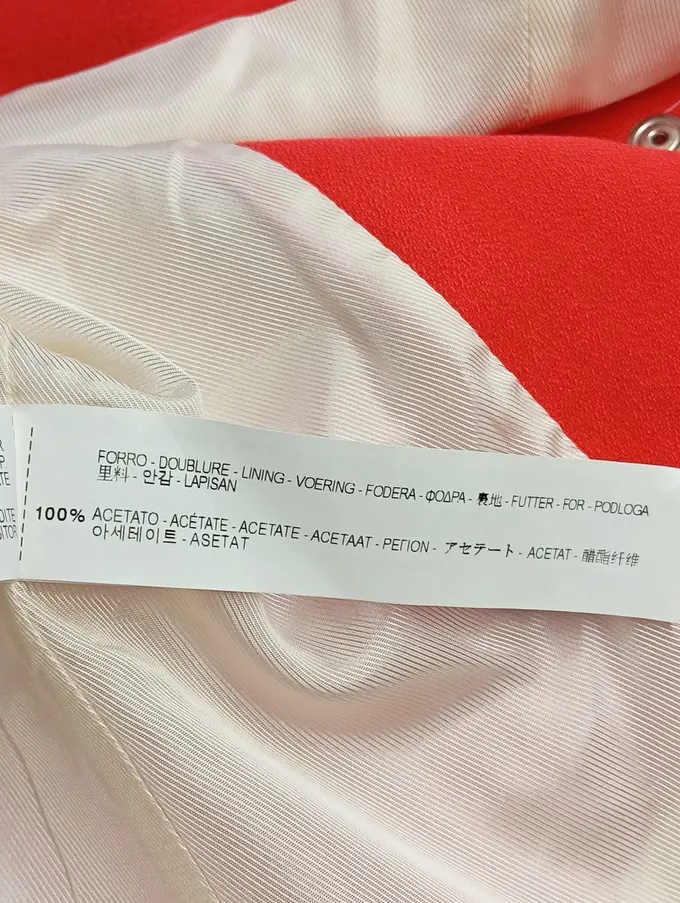 FORRO - DOUBLURE - LINING - VOERING - FODERA - ΦΟΔΡΑ - 裏地 - FUTTER - FOR - PODLOGA
里料 - 안감 - LAPISAN
100% ACETATO - ACÉTATE - ACETATE - ACETAAT - ΡΕΓΙΟΝ - アセテート - ACETAT - 醋酯纤维
아세테이트 - ASETAT